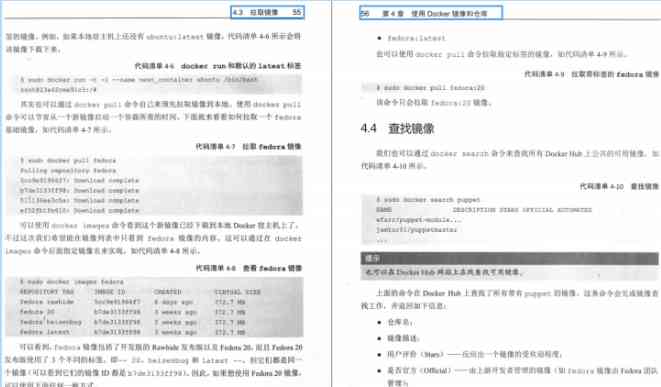 4.3 拉取镜像 55
签的镜像。例如，如果本地宿主机上还没有 ubuntu:latest 镜像，代码清单 4-6 所示会将
该镜像下载下来。
代码清单 4-6 docker run 和默认的 latest 标签
$ sudo docker run -t -i --name next_container ubuntu /bin/bash
其实也可以通过 docker pull 命令自己来预先拉取镜像到本地。使用 docker pull
命令可以节省从一个新镜像启动一个容器所需的时间。下面就来看看如何拉取一个 fedora
基础镜像，如代码清单 4-7 所示。
代码清单 4-7 拉取 fedora 镜像
$ sudo docker pull fedora
Pulling repository fedora
5cc9e91966f7: Download complete
b7de3133ff98: Download complete
Download complete
Download complete
可以使用 docker images 命令看到这个新镜像已经下载到本地 Docker 宿主机上了。
不过这次我们希望能在镜像列表中只看到 fedora 镜像的内容。这可以通过在 docker
images 命令后面指定镜像名来实现，如代码清单 4-8 所示。
代码清单 4-8 查看 fedora 镜像
$ sudo docker images fedora
REPOSITORY TAG IMAGE ID CREATED VIRTUAL SIZE
fedora rawhide 5cc9e91966f7 6 days ago 372.7 MB
fedora 20 b7de3133ff98 3 weeks ago 372.7 MB
fedora heisenbug b7de3133ff98 3 weeks ago 372.7 MB
fedora latest b7de3133ff98 3 weeks ago 372.7 MB
可以看到，fedora 镜像包括了开发版的 Rawhide 发布版以及 Fedora 20，而且 Fedora 20
发布版使用了 3 个不同的标签，即-- 20、heisenbug 和 latest --，但它们都是同一
个镜像（可以看到它们的镜像 ID 都是 b7de3133ff98）。因此，如果您使用 Fedora 20 镜像，
可以使用下面任何一种方式
56 第 4 章 使用 Docker 镜像和仓库
• fedora:latest
也可以使用 docker pull 命令拉取指定标签的镜像，如代码清单 4-9 所示。
代码清单 4-9 拉取带标签的 fedora 镜像
$ sudo docker pull fedora:20
该命令只会拉取 fedora:20 镜像。
4.4 查找镜像
我们也可以通过 docker search 命令来查找所有 Docker Hub 上公共的可用镜像，如
代码清单 4-10 所示。
代码清单 4-10 查找镜像
$ sudo docker search puppet
NAME DESCRIPTION STARS OFFICIAL AUTOMATED
wfarr/puppet-module...
jamtur01/puppetmaster
...
提示
也可以在 Docker Hub 网站上在线查找可用镜像。
上面的命令在 Docker Hub 上查找了所有带有 puppet 的镜像。这条命令会完成镜像查
找工作，并返回如下信息：
• 仓库名；
• 镜像描述；
• 用户评价（Stars）——反应出一个镜像的受欢迎程度；
• 是否官方（Official）——由上游开发者管理的镜像（如 fedora 镜像由 Fedora 团队
管理）；